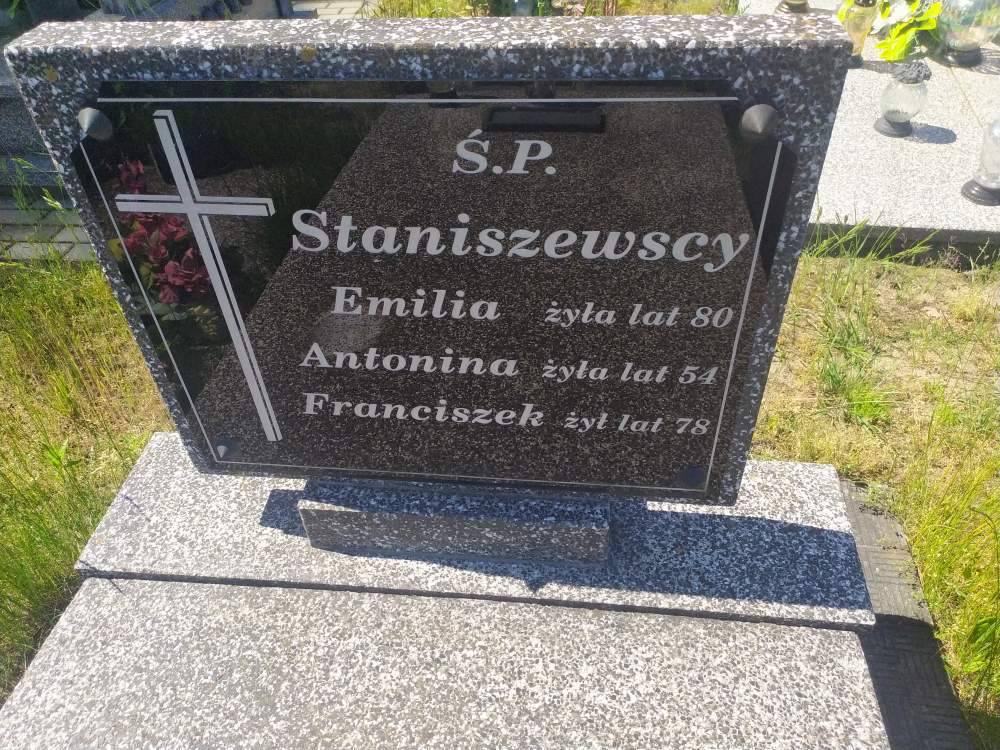 Ś.P.
Staniszewscy
Emilia żyła lat 80
Antonina żyła lat 54
Franciszek żył lat 78